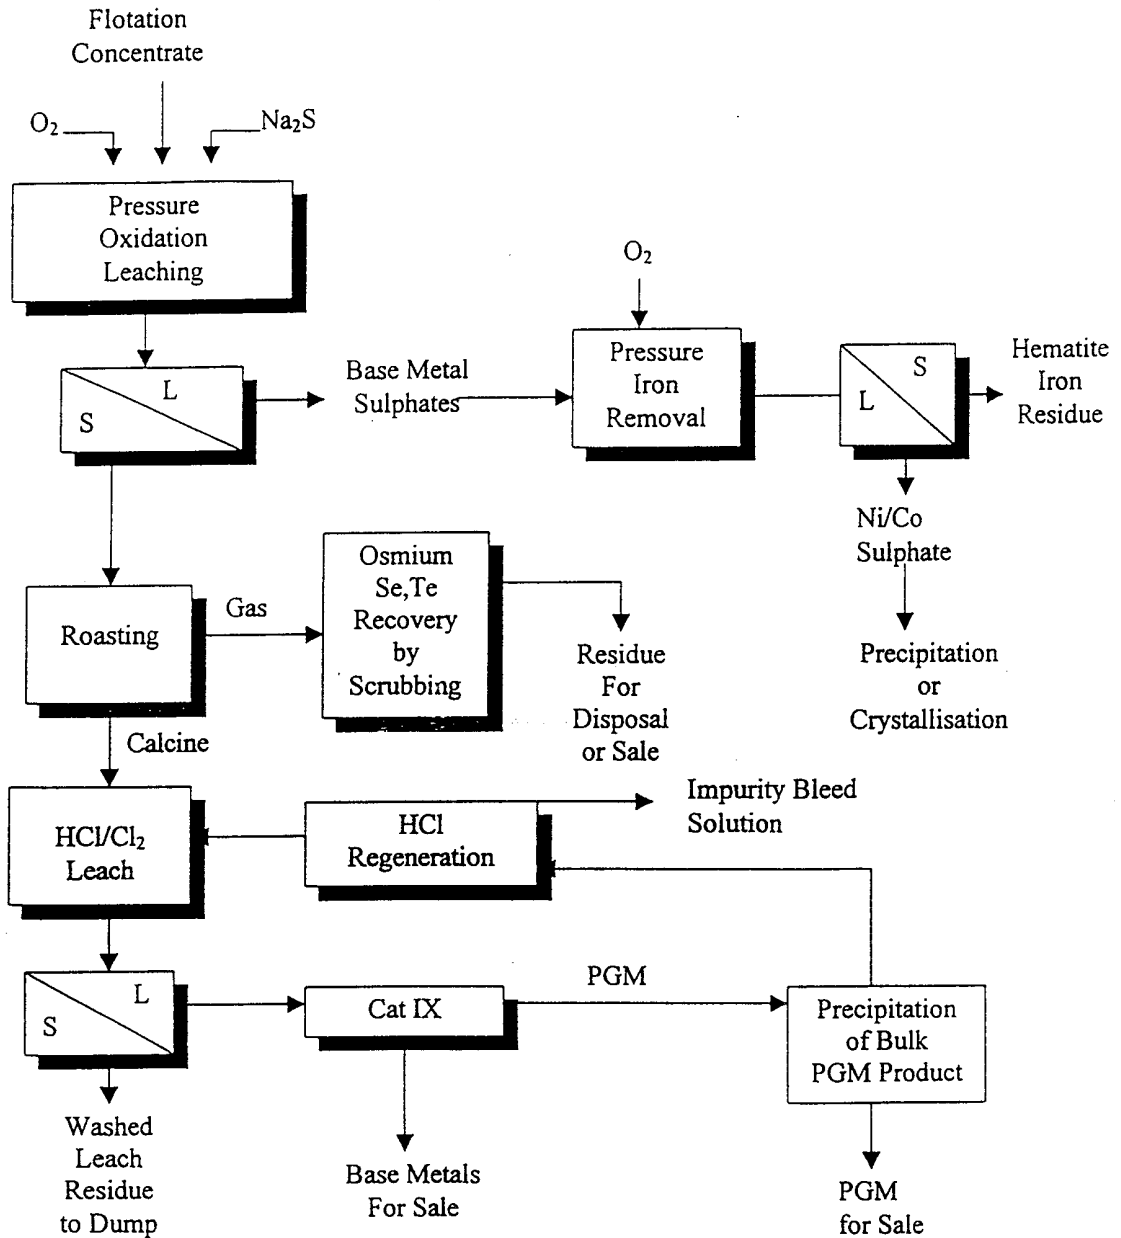 Flotation
Concentrate
O₂
Na₂S
Pressure
Oxidation
Leaching
O₂
L
S
Base Metal
Sulphates
Pressure
Iron
Removal
S
L
Hematite
Iron
Residue
Ni/Co
Sulphate
Precipitation
or
Crystallisation
Roasting
Gas
Osmium
Se,Te
Recovery
by
Scrubbing
Residue
For
Disposal
or Sale
Calcine
HCl/Cl₂
Leach
HCl
Regeneration
Impurity Bleed
Solution
L
S
Cat IX
PGM
Precipitation
of Bulk
PGM Product
Washed
Leach
Residue
to Dump
Base Metals
For Sale
PGM
for Sale